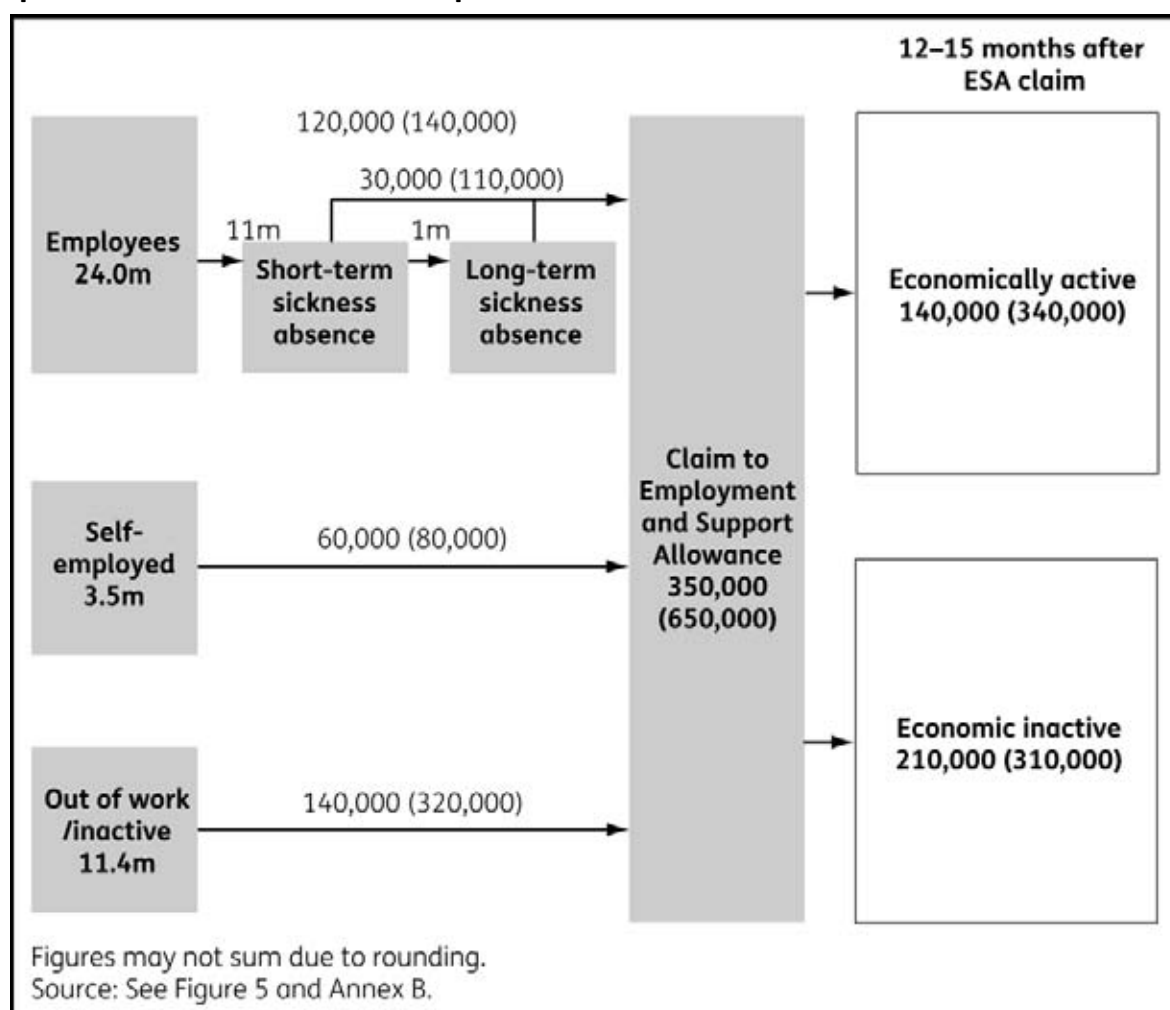 12–15 months after
ESA claim
120,000 (140,000)
30,000 (110,000)
11m
1m
Employees
24.0m
Short-term
sickness
absence
Long-term
sickness
absence
Economically active
140,000 (340,000)
Claim to
Employment
and Support
Allowance
350,000
(650,000)
Self-
employed
3.5m
60,000 (80,000)
Economic inactive
210,000 (310,000)
Out of work
/inactive
11.4m
140,000 (320,000)
Figures may not sum due to rounding.
Source: See Figure 5 and Annex B.